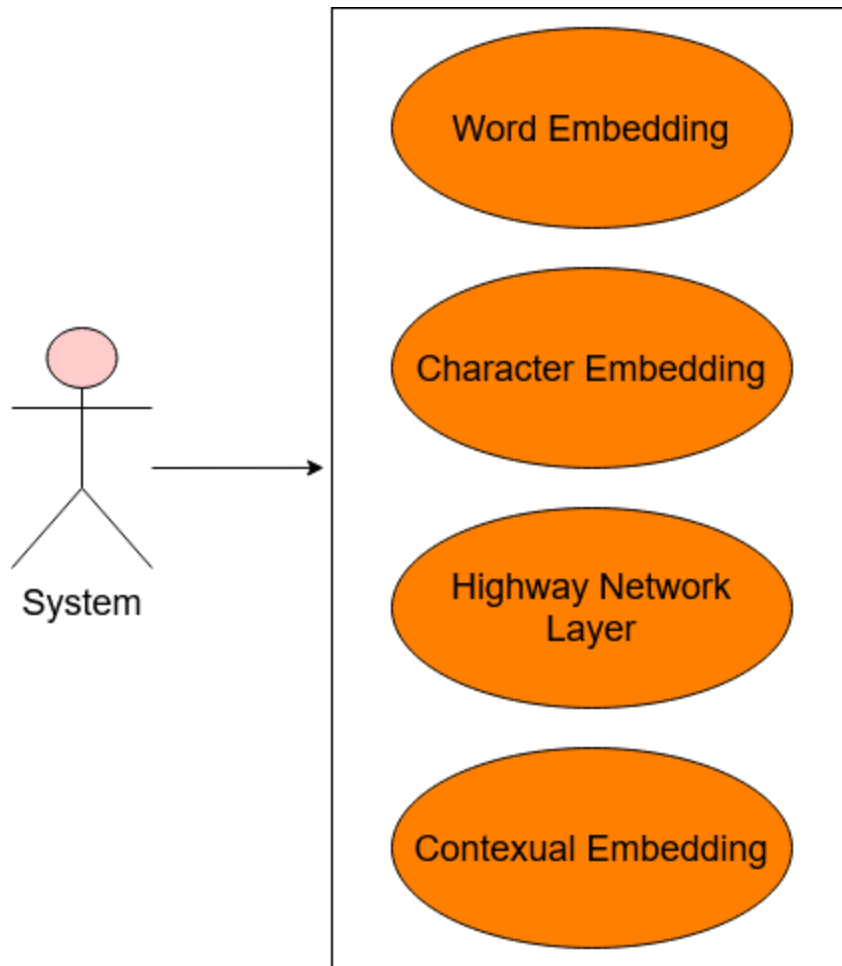 Word Embedding
Character Embedding
System
Highway Network
Layer
Contexual Embedding